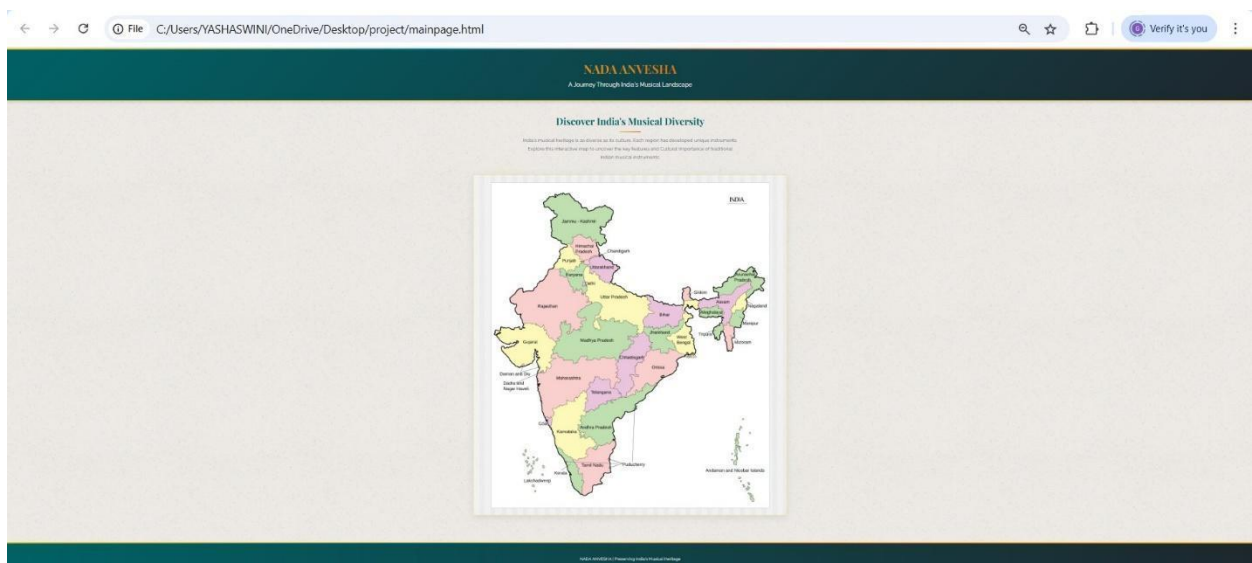 File C:/Users/YASHASWINI/OneDrive/Desktop/project/mainpage.html
Verify it's you
NADA ANVESHA
A Journey Through India's Musical Landscape
Discover India's Musical Diversity
India's musical heritage is as diverse as its culture. Each region has developed unique instruments.
Explore this interactive map to uncover the key features and Cultural Importance of traditional
Indian musical instruments.
INDIA
Jammu - Kashmir
Himachal
Pradesh
Chandigarh
Punjab
Uttarakhand
Haryana
Delhi
Arunachal
Pradesh
Sikkim
Uttar Pradesh
Rajasthan
Assam
Nagaland
Bihar
Meghalaya
Manipur
Jharkhand
Tripura
West
Bengal
Mizoram
Gujarat
Madhya Pradesh
Chhattisgarh
Daman and Diu
Orissa
Dadra and
Nagar Haveli
Maharashtra
Telangana
Goa
Karnataka
Andhra Pradesh
Tamil Nadu
Puducherry
Kerala
Lakshadweep
Andaman and Nicobar Islands
NADA ANVESHA | Preserving India's Musical Heritage